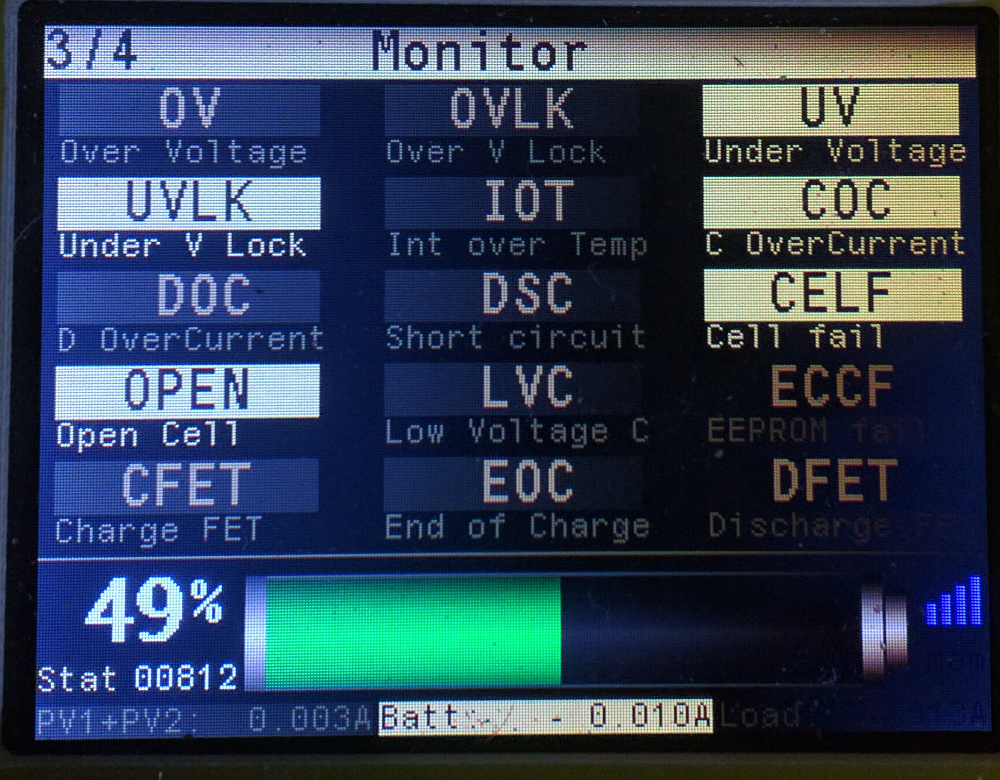 3/4 Monitor
OV OVLK UV
Over Voltage Over V Lock Under Voltage
UVLK IOT COC
Under V Lock Int over Temp C OverCurrent
DOC DSC CELF
D OverCurrent Short circuit Cell fail
OPEN LVC ECCF
Open Cell Low Voltage C EEPROM
CFET EOC DFET
Charge FET End of Charge Discharge
49%
Stat 00812
PV1+PV2: 0.003A Batt - 0.010A Load